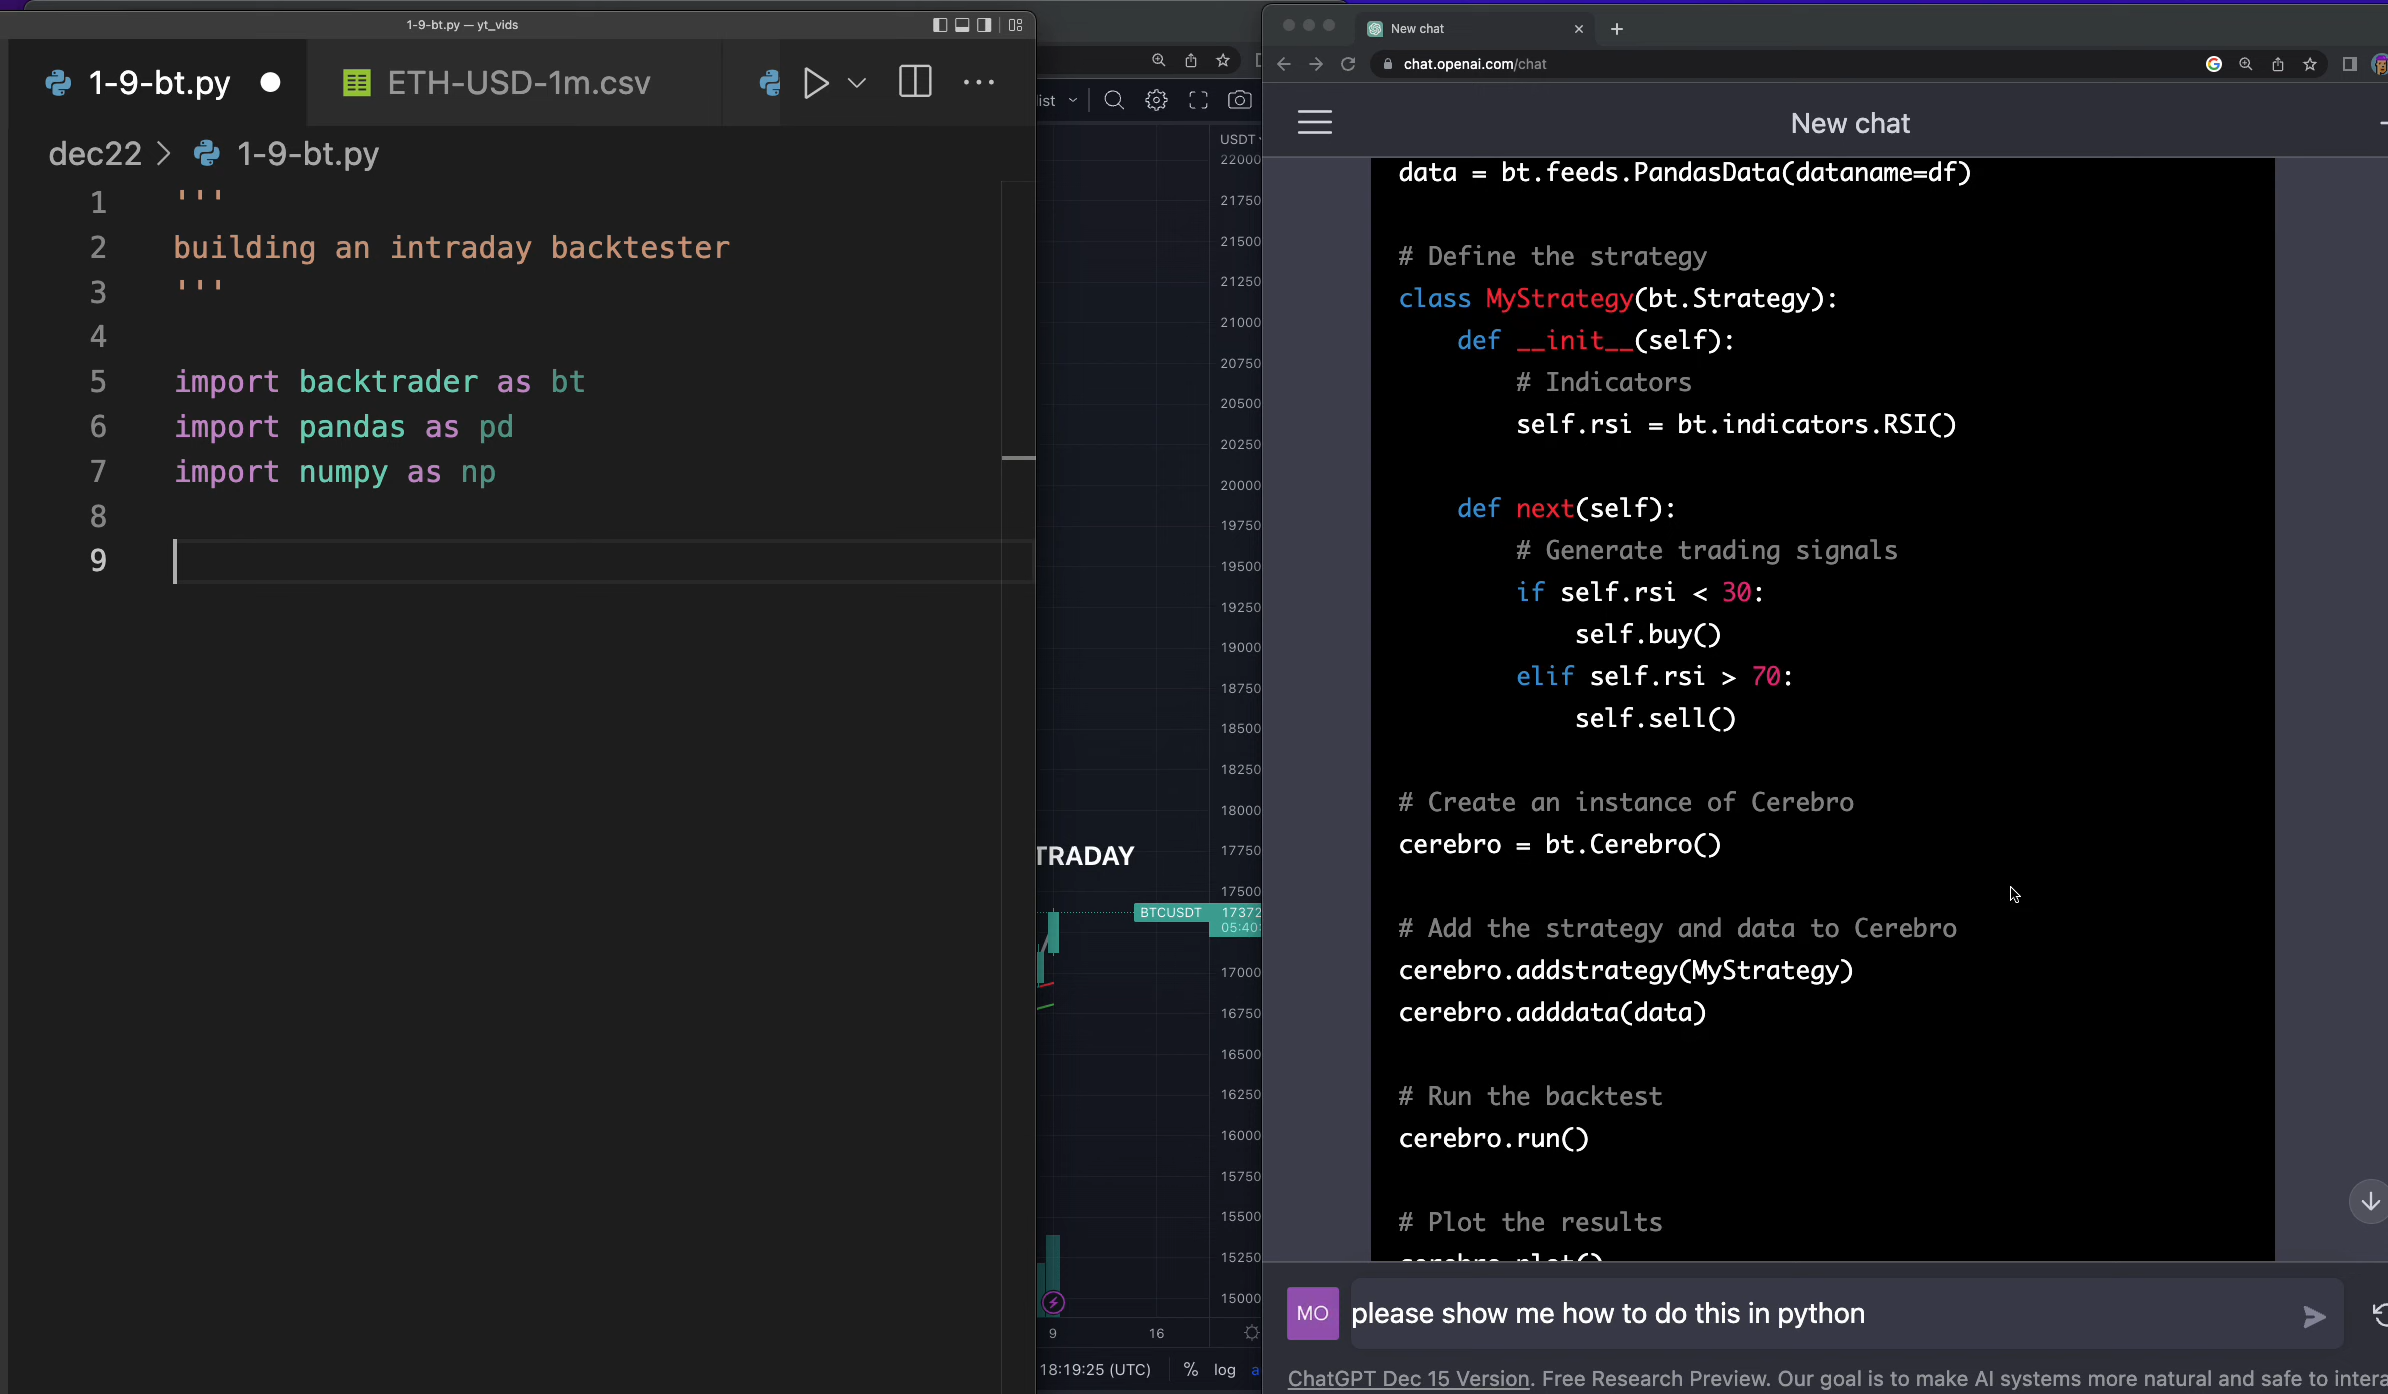 1-9-bt.py — yt_vids
1-9-bt.py
ETH-USD-1m.csv
dec22 > 1-9-bt.py
1 '''
2 building an intraday backtester
3 '''
4
5 import backtrader as bt
6 import pandas as pd
7 import numpy as np
8
9
USDT
22000
21750
21500
21250
21000
20750
20500
20250
20000
19750
19500
19250
19000
18750
18500
18250
18000
17750
17500
17000
16750
16500
16250
16000
15750
15500
15250
15000
TRADAY
BTCUSDT 17372
05:40
9 16
18:19:25 (UTC) % log
New chat
chat.openai.com/chat
New chat
data = bt.feeds.PandasData(dataname=df)
# Define the strategy
class MyStrategy(bt.Strategy):
def __init__(self):
# Indicators
self.rsi = bt.indicators.RSI()
def next(self):
# Generate trading signals
if self.rsi < 30:
self.buy()
elif self.rsi > 70:
self.sell()
# Create an instance of Cerebro
cerebro = bt.Cerebro()
# Add the strategy and data to Cerebro
cerebro.addstrategy(MyStrategy)
cerebro.adddata(data)
# Run the backtest
cerebro.run()
# Plot the results
cerebro.plot()
MO please show me how to do this in python
ChatGPT Dec 15 Version. Free Research Preview. Our goal is to make AI systems more natural and safe to intera